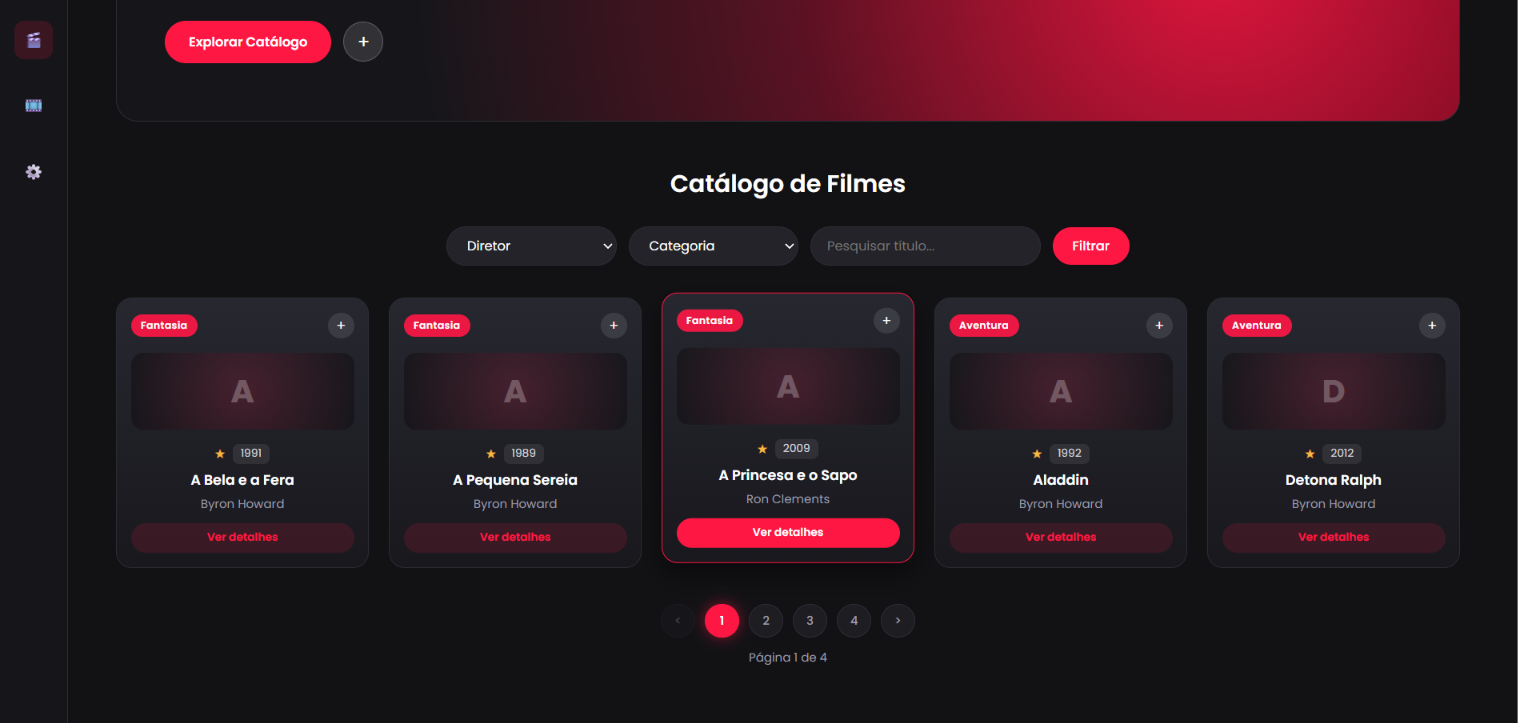 Explorar Catálogo +
Catálogo de Filmes
Diretor Categoria Pesquisar título... Filtrar
Fantasia + Fantasia + Fantasia + Aventura + Aventura +
A A A A D
★ 1991 ★ 1989 ★ 2009 ★ 1992 ★ 2012
A Bela e a Fera A Pequena Sereia A Princesa e o Sapo Aladdin Detona Ralph
Byron Howard Byron Howard Ron Clements Byron Howard Byron Howard
Ver detalhes Ver detalhes Ver detalhes Ver detalhes Ver detalhes
‹ 1 2 3 4 ›
Página 1 de 4